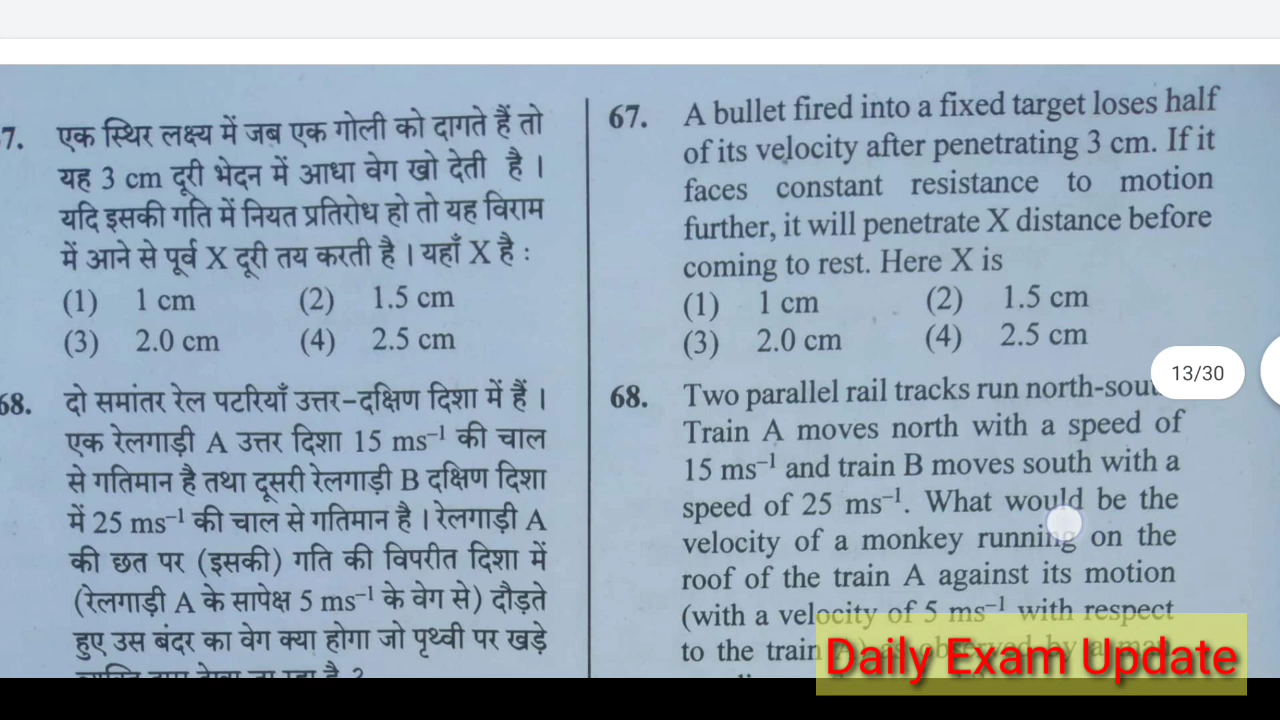 7. एक स्थिर लक्ष्य में जब एक गोली को दागते हैं तो
यह 3 cm दूरी भेदन में आधा वेग खो देती है ।
यदि इसकी गति में नियत प्रतिरोध हो तो यह विराम
में आने से पूर्व X दूरी तय करती है । यहाँ X है :
(1) 1 cm (2) 1.5 cm
(3) 2.0 cm (4) 2.5 cm
68. दो समांतर रेल पटरियाँ उत्तर-दक्षिण दिशा में हैं ।
एक रेलगाड़ी A उत्तर दिशा 15 ms⁻¹ की चाल
से गतिमान है तथा दूसरी रेलगाड़ी B दक्षिण दिशा
में 25 ms⁻¹ की चाल से गतिमान है । रेलगाड़ी A
की छत पर (इसकी) गति की विपरीत दिशा में
(रेलगाड़ी A के सापेक्ष 5 ms⁻¹ के वेग से) दौड़ते
हुए उस बंदर का वेग क्या होगा जो पृथ्वी पर खड़े
67. A bullet fired into a fixed target loses half
of its velocity after penetrating 3 cm. If it
faces constant resistance to motion
further, it will penetrate X distance before
coming to rest. Here X is
(1) 1 cm (2) 1.5 cm
(3) 2.0 cm (4) 2.5 cm
13/30
68. Two parallel rail tracks run north-sout
Train A moves north with a speed of
15 ms⁻¹ and train B moves south with a
speed of 25 ms⁻¹. What would be the
velocity of a monkey running on the
roof of the train A against its motion
(with a velocity of 5 ms⁻¹ with respect
to the train A) as observed by a man
Daily Exam Update